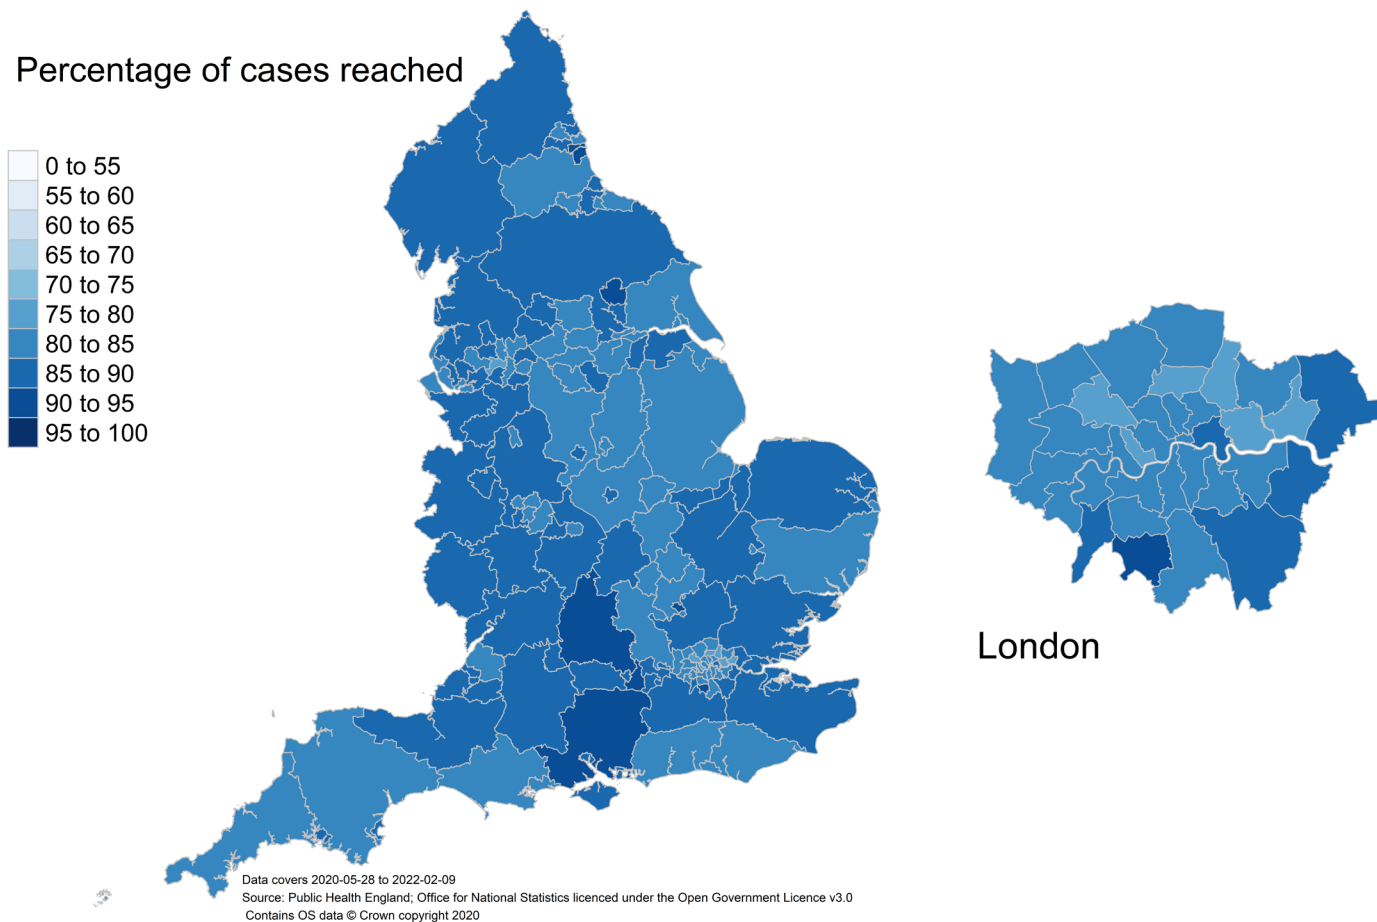 Percentage of cases reached
0 to 55
55 to 60
60 to 65
65 to 70
70 to 75
75 to 80
80 to 85
85 to 90
90 to 95
95 to 100
London
Data covers 2020-05-28 to 2022-02-09
Source: Public Health England; Office for National Statistics licenced under the Open Government Licence v3.0
Contains OS data © Crown copyright 2020